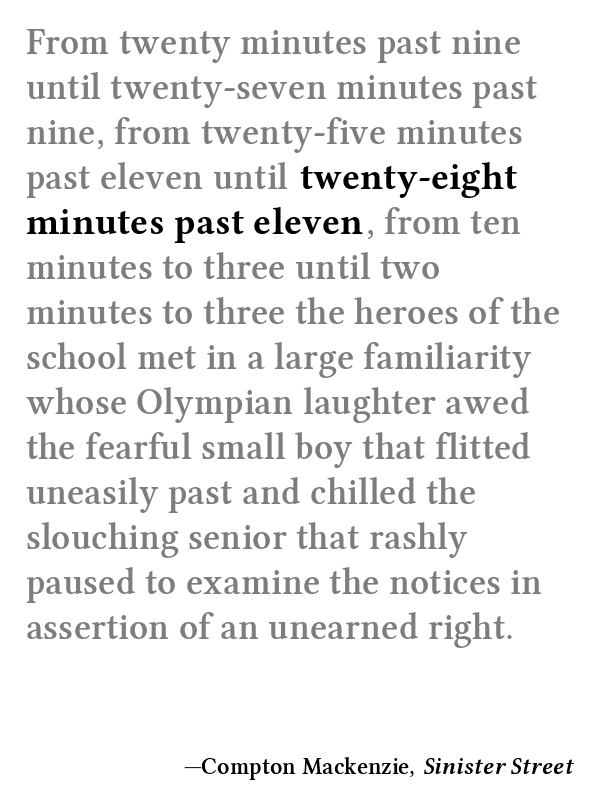 From twenty minutes past nine
until twenty-seven minutes past
nine, from twenty-five minutes
past eleven until twenty-eight
minutes past eleven, from ten
minutes to three until two
minutes to three the heroes of the
school met in a large familiarity
whose Olympian laughter awed
the fearful small boy that flitted
uneasily past and chilled the
slouching senior that rashly
paused to examine the notices in
assertion of an unearned right.
—Compton Mackenzie, Sinister Street